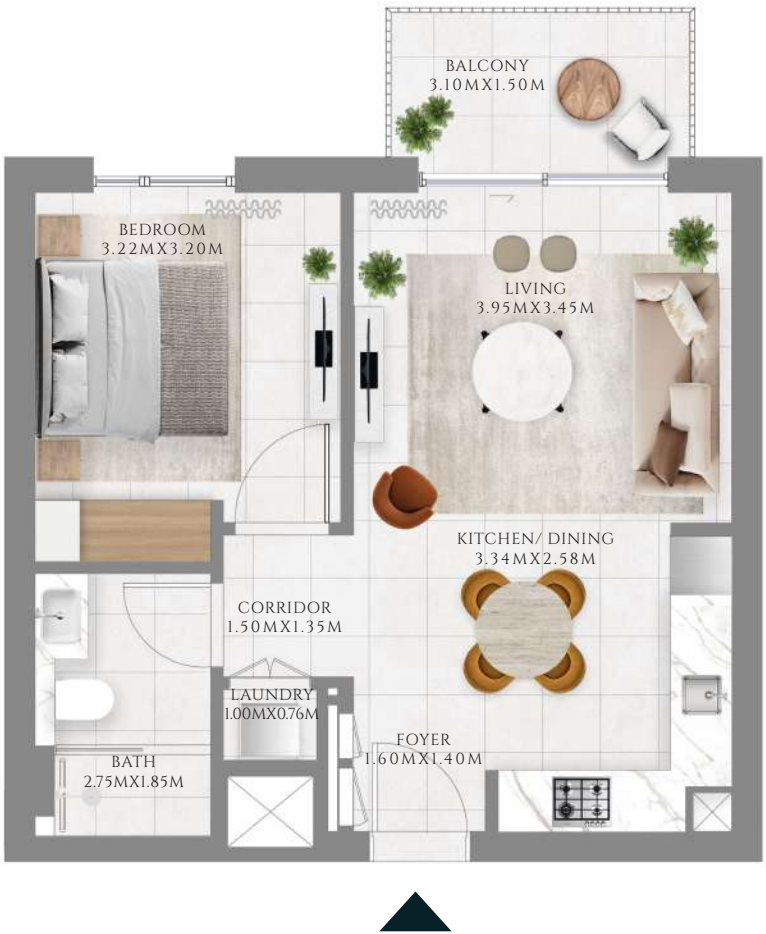 BALCONY
3.10MX1.50M
BEDROOM
3.22MX3.20M
LIVING
3.95MX3.45M
KITCHEN/ DINING
3.34MX2.58M
CORRIDOR
1.50MX1.35M
LAUNDRY
1.00MX0.76M
FOYER
1.60MX1.40M
BATH
2.75MX1.85M